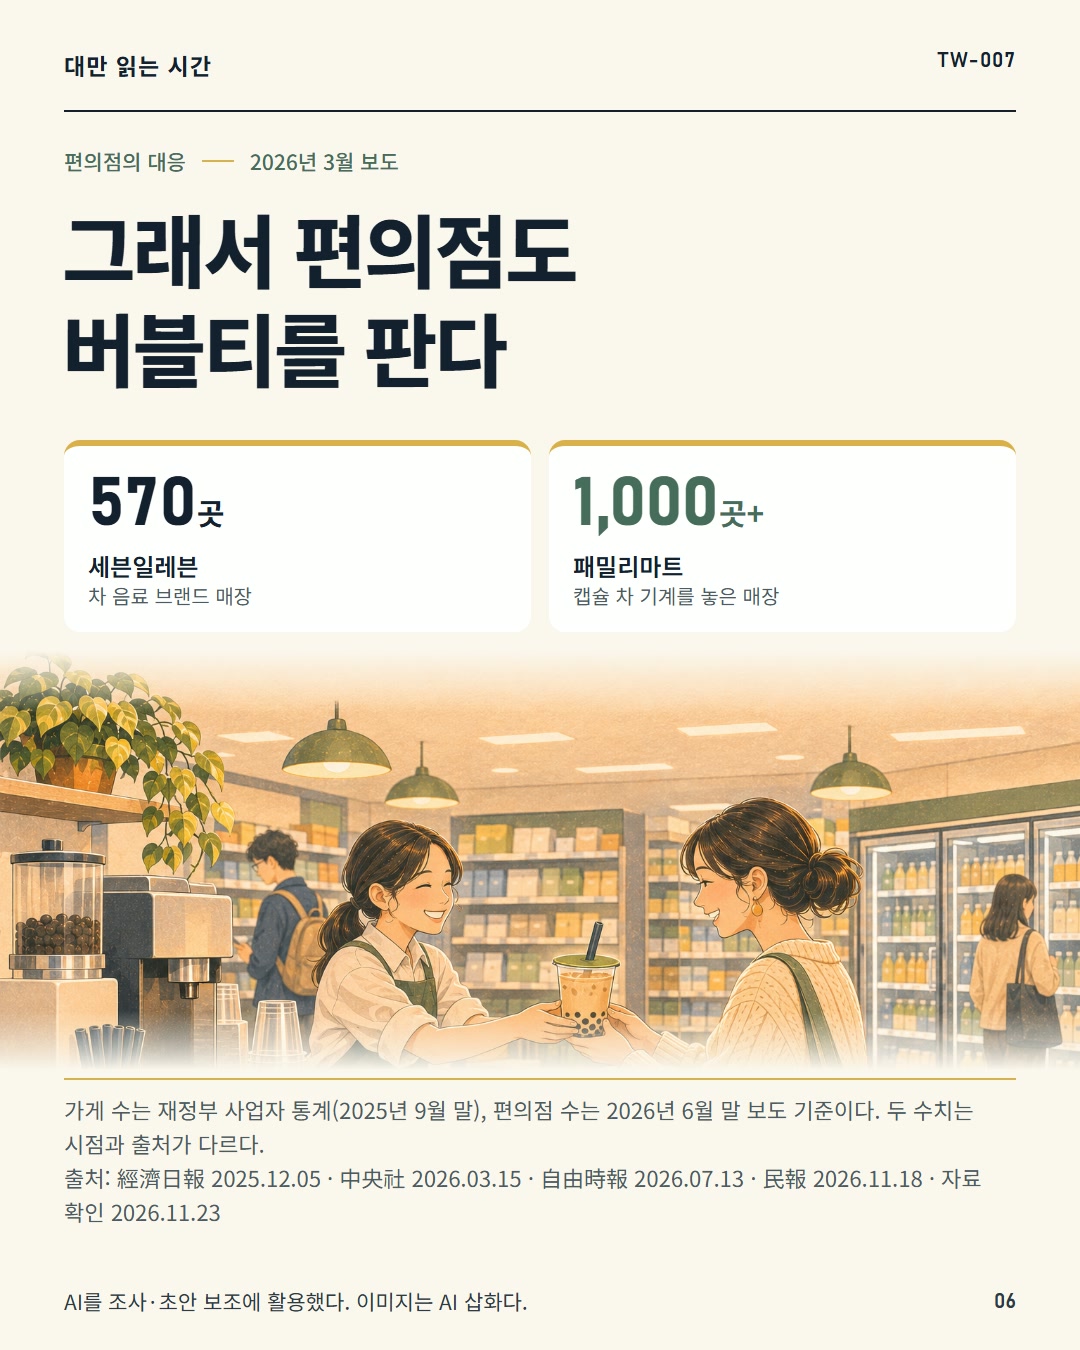 대만 읽는 시간
TW-007
편의점의 대응 — 2026년 3월 보도
그래서 편의점도
버블티를 판다
570곳
세븐일레븐
차 음료 브랜드 매장
1,000곳+
패밀리마트
캡슐 차 기계를 놓은 매장
가게 수는 재정부 사업자 통계(2025년 9월 말), 편의점 수는 2026년 6월 말 보도 기준이다. 두 수치는
시점과 출처가 다르다.
출처: 經濟日報 2025.12.05 · 中央社 2026.03.15 · 自由時報 2026.07.13 · 民報 2026.11.18 · 자료
확인 2026.11.23
AI를 조사·초안 보조에 활용했다. 이미지는 AI 삽화다.
06